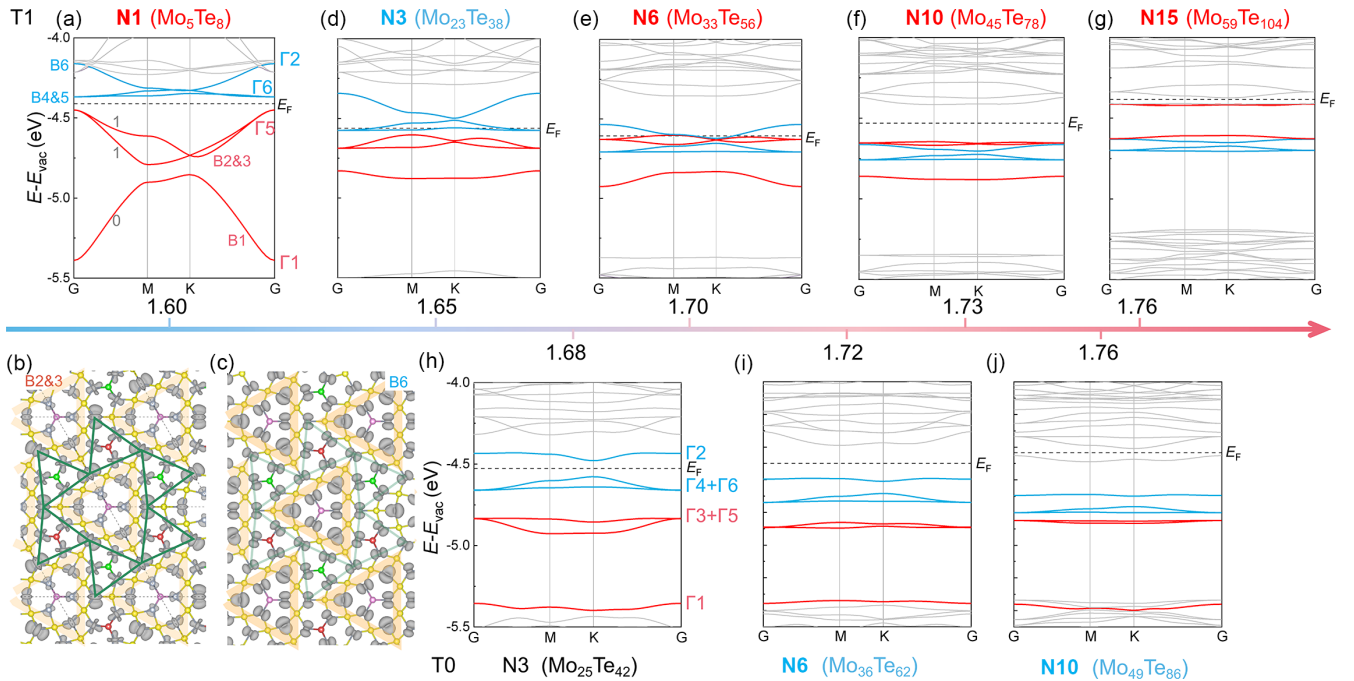 T1 (a) N1 (Mo5Te8) (d) N3 (Mo23Te38) (e) N6 (Mo33Te56) (f) N10 (Mo45Te78) (g) N15 (Mo59Te104)
-4.0
B6 Γ2
Γ6
B4&5
EF EF EF EF EF
-4.5
1 Γ5
1
B2&3
E-Evac (eV)
-5.0
0
B1
Γ1
-5.5
G M K G G M K G G M K G G M K G G M K G
1.60 1.65 1.70 1.73 1.76
1.68 1.72 1.76
(b) (c) (h) (i) (j)
B2&3 B6
-4.0
Γ2
-4.5 EF EF EF
Γ4+Γ6
Γ3+Γ5
E-Evac (eV)
-5.0
Γ1
-5.5
G M K G G M K G G M K G
T0 N3 (Mo25Te42) N6 (Mo36Te62) N10 (Mo49Te86)